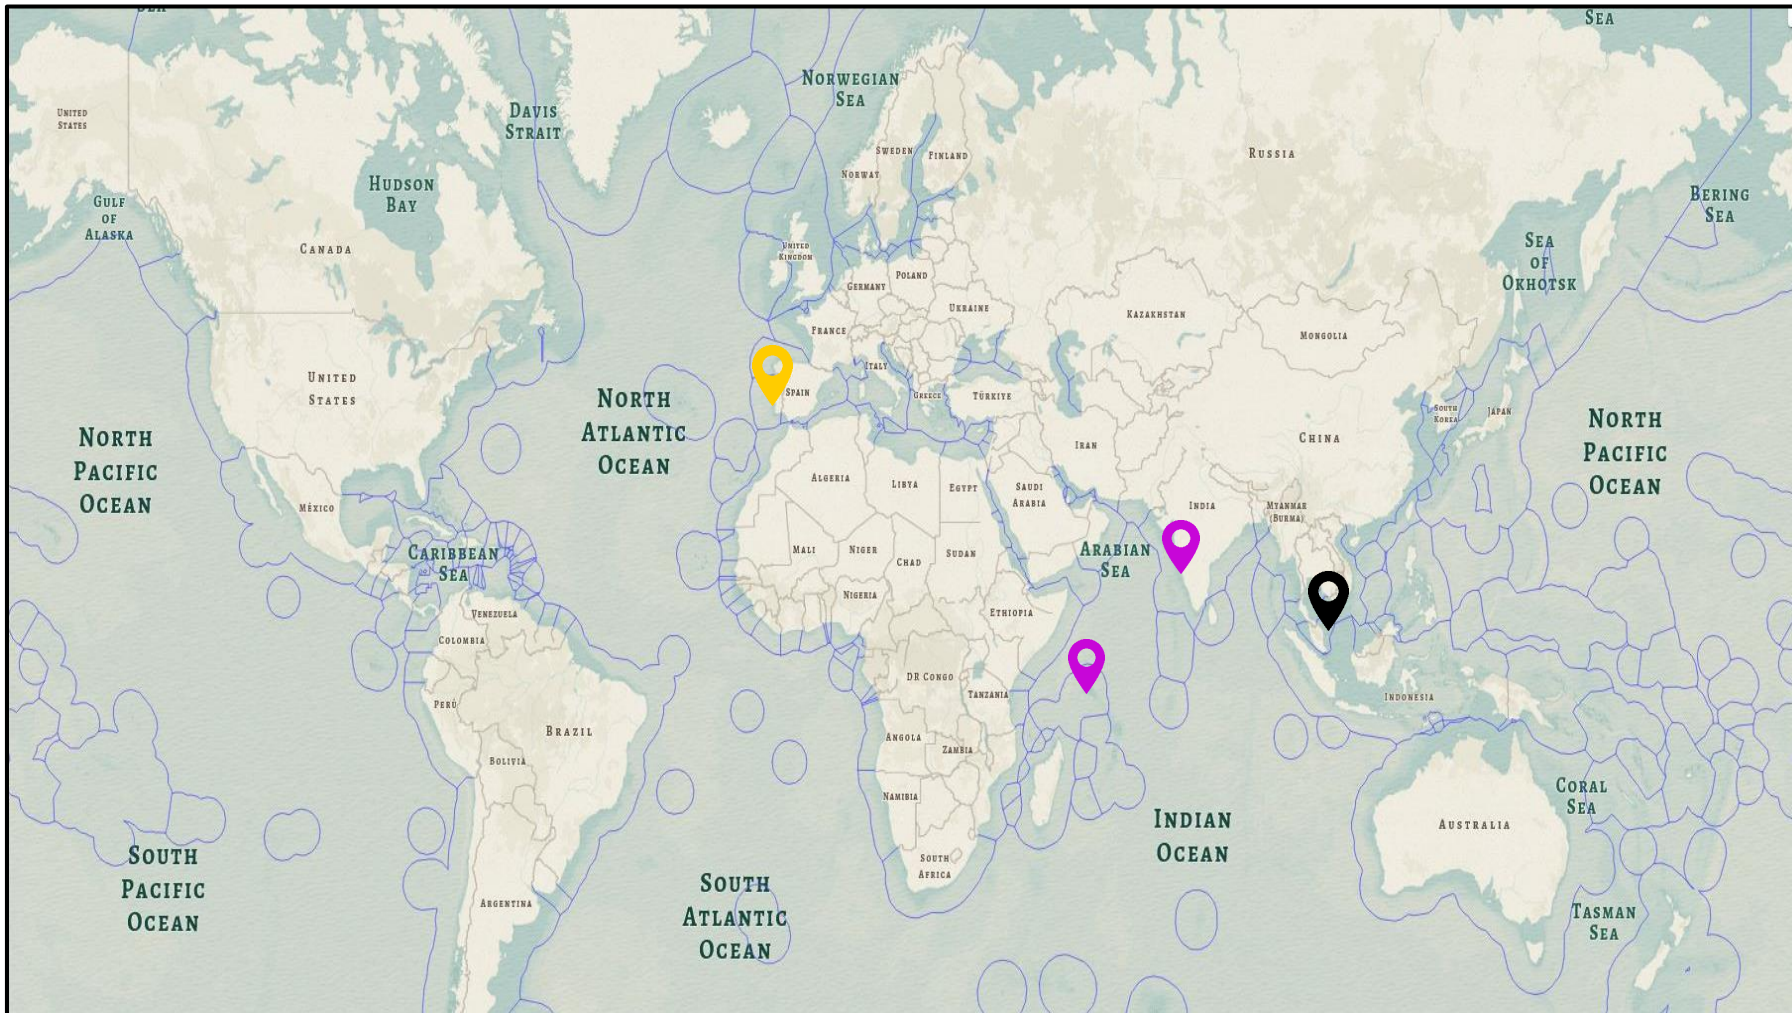 SEA
SEA
NORWEGIAN
SEA
DAVIS
STRAIT
UNITED
STATES
SWEDEN
FINLAND
RUSSIA
NORWAY
HUDSON
BAY
BERING
SEA
GULF
OF
ALASKA
CANADA
UNITED
KINGDOM
SEA
OF
OKHOTSK
POLAND
GERMANY
UKRAINE
KAZAKHSTAN
FRANCE
MONGOLIA
ITALY
UNITED
STATES
SPAIN
GREECE
TÜRKIYE
SOUTH
KOREA
JAPAN
NORTH
ATLANTIC
OCEAN
NORTH
PACIFIC
OCEAN
IRAN
CHINA
NORTH
PACIFIC
OCEAN
ALGERIA
LIBYA
EGYPT
SAUDI
ARABIA
INDIA
MYANMAR
(BURMA)
MÉXICO
CARIBBEAN
SEA
MALI
NIGER
CHAD
SUDAN
ARABIAN
SEA
NIGERIA
ETHIOPIA
VENEZUELA
COLOMBIA
DR CONGO
TANZANIA
INDONESIA
PERÚ
BRAZIL
ANGOLA
ZAMBIA
BOLIVIA
NAMIBIA
CORAL
SEA
INDIAN
OCEAN
AUSTRALIA
SOUTH
PACIFIC
OCEAN
SOUTH
AFRICA
SOUTH
ATLANTIC
OCEAN
ARGENTINA
TASMAN
SEA